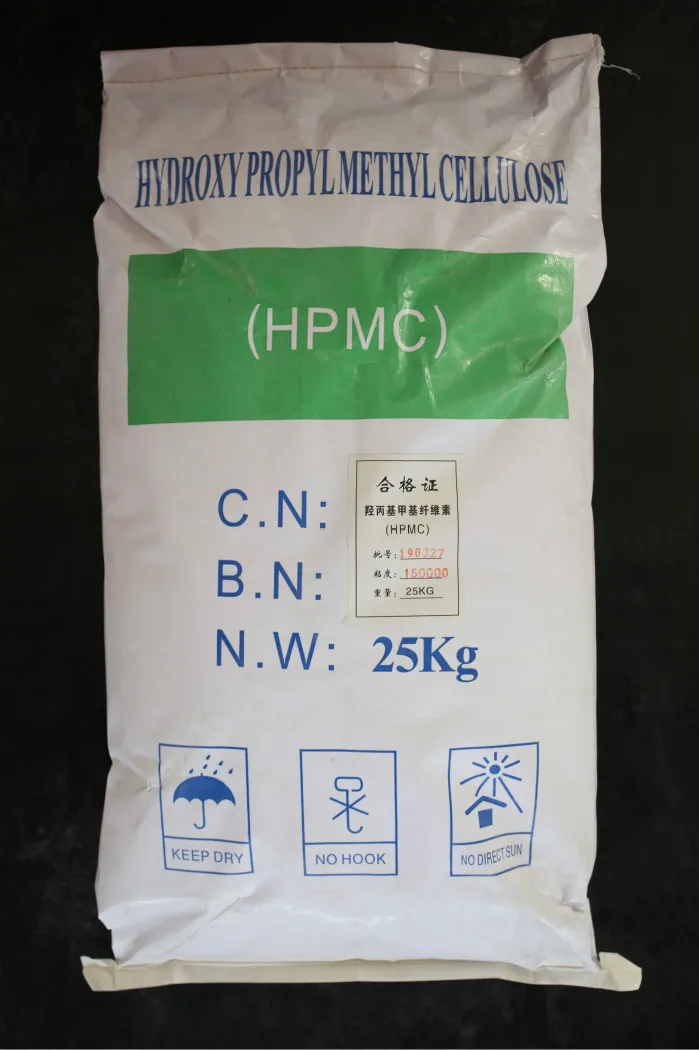 HYDROXY PROPYL METHYL CELLULOSE
(HPMC)
C.N:
B.N:
N.W: 25Kg
合格证
羟丙基甲基纤维素
(HPMC)
批号: 190327
粘度: 150000
重量: 25KG
KEEP DRY
NO HOOK
NO DIRECT SUN